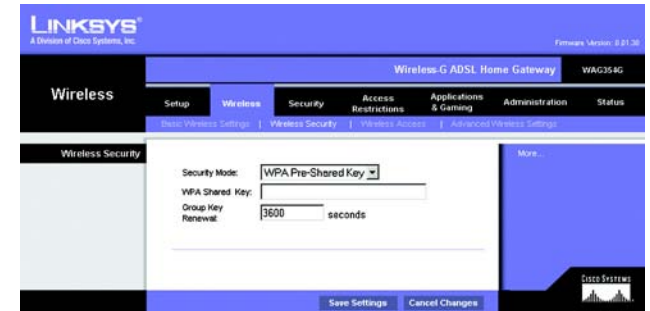 LINKSYS®
A Division of Cisco Systems, Inc.
Firmware Version: 0.01.30
Wireless-G ADSL Home Gateway WAG354G
Wireless
Setup Wireless Security Access Restrictions Applications & Gaming Administration Status
Basic Wireless Settings | Wireless Security | Wireless Access | Advanced Wireless Settings
Wireless Security
More...
Security Mode: WPA Pre-Shared Key
WPA Shared Key:
Group Key Renewal: 3600 seconds
Save Settings Cancel Changes
CISCO SYSTEMS